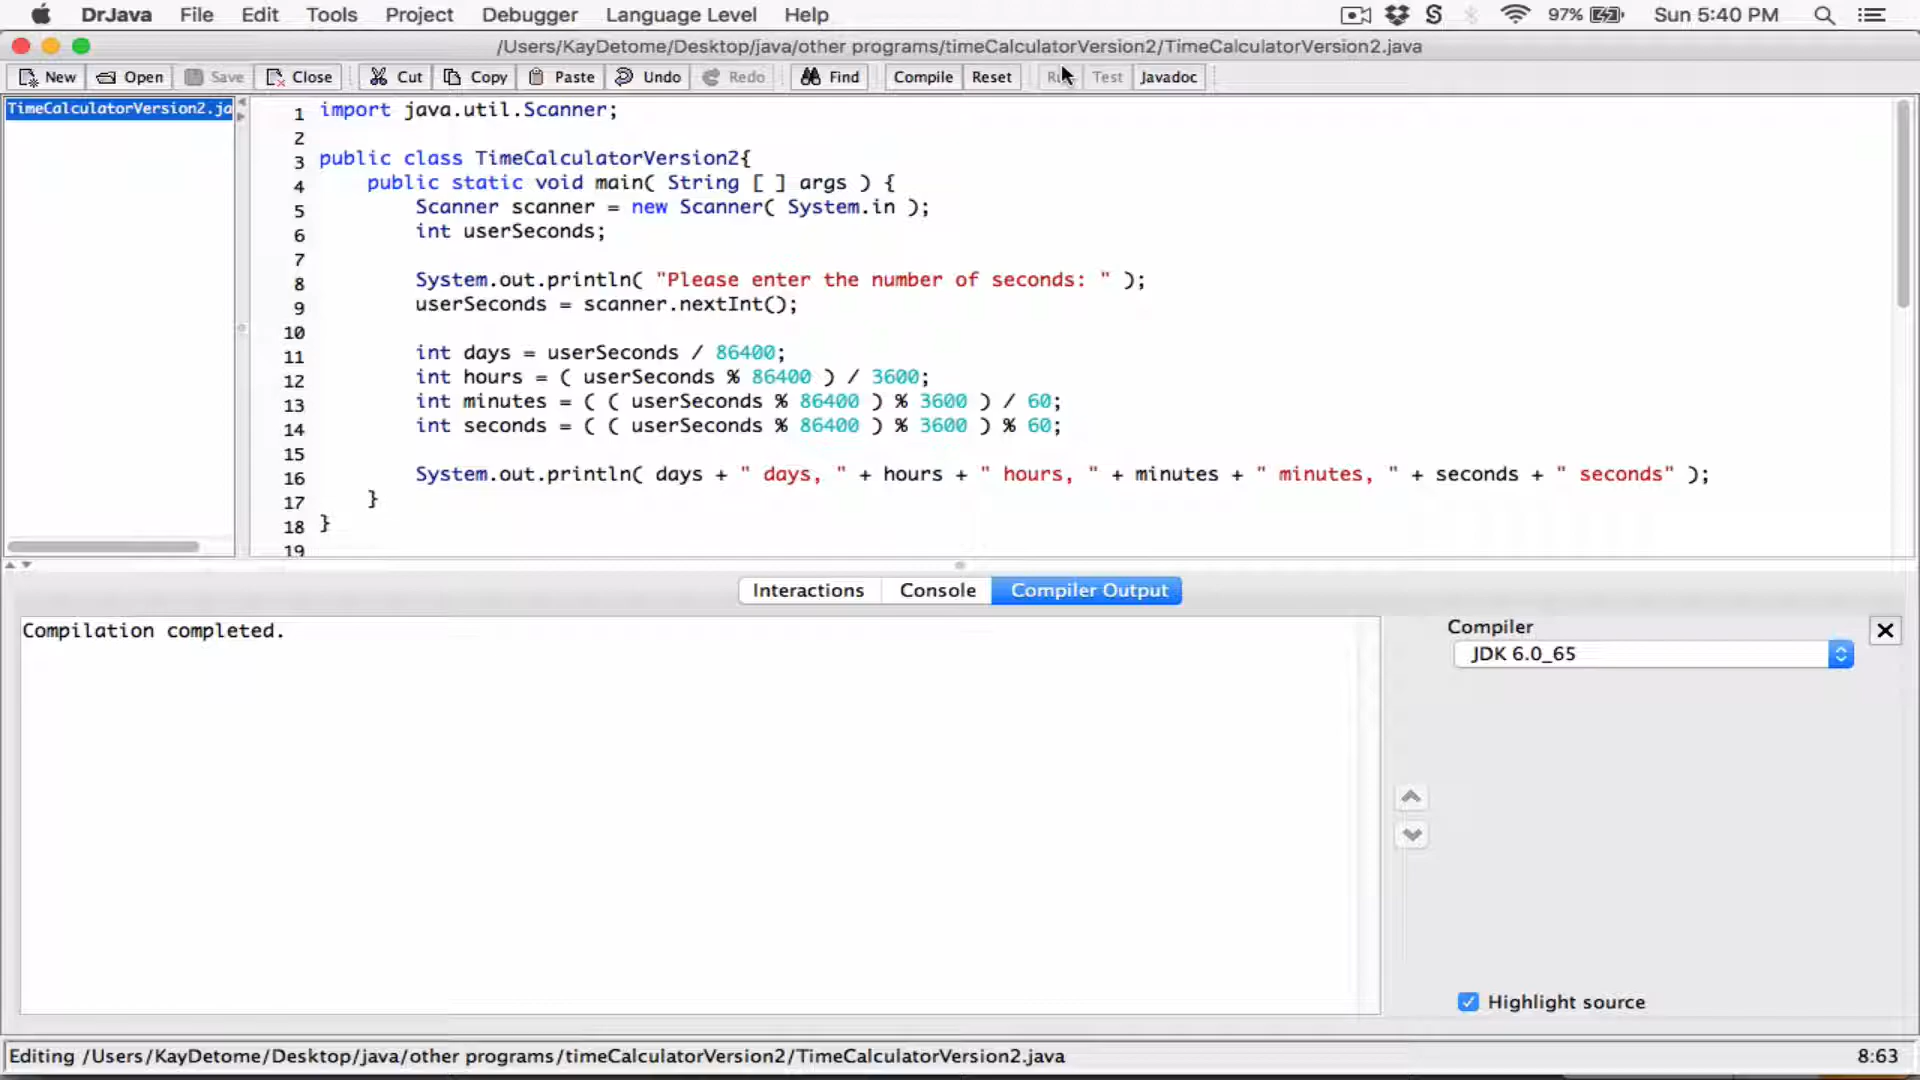 DrJava File Edit Tools Project Debugger Language Level Help S 97% Sun 5:40 PM
/Users/KayDetome/Desktop/java/other programs/timeCalculatorVersion2/TimeCalculatorVersion2.java
New Open Save Close Cut Copy Paste Undo Redo Find Compile Reset Test Javadoc
TimeCalculatorVersion2.ja
1 import java.util.Scanner;
2
3 public class TimeCalculatorVersion2{
4 public static void main( String [ ] args ) {
5 Scanner scanner = new Scanner( System.in );
6 int userSeconds;
7
8 System.out.println( "Please enter the number of seconds: " );
9 userSeconds = scanner.nextInt();
10
11 int days = userSeconds / 86400;
12 int hours = ( userSeconds % 86400 ) / 3600;
13 int minutes = ( ( userSeconds % 86400 ) % 3600 ) / 60;
14 int seconds = ( ( userSeconds % 86400 ) % 3600 ) % 60;
15
16 System.out.println( days + " days, " + hours + " hours, " + minutes + " minutes, " + seconds + " seconds" );
17 }
18 }
19
Interactions Console Compiler Output
Compilation completed.
Compiler
JDK 6.0_65
Highlight source
Editing /Users/KayDetome/Desktop/java/other programs/timeCalculatorVersion2/TimeCalculatorVersion2.java 8:63